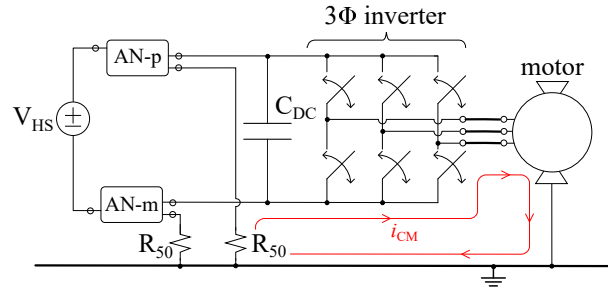 3Φ inverter
AN-p
motor
V_HS
C_DC
AN-m
R_50
R_50
i_CM